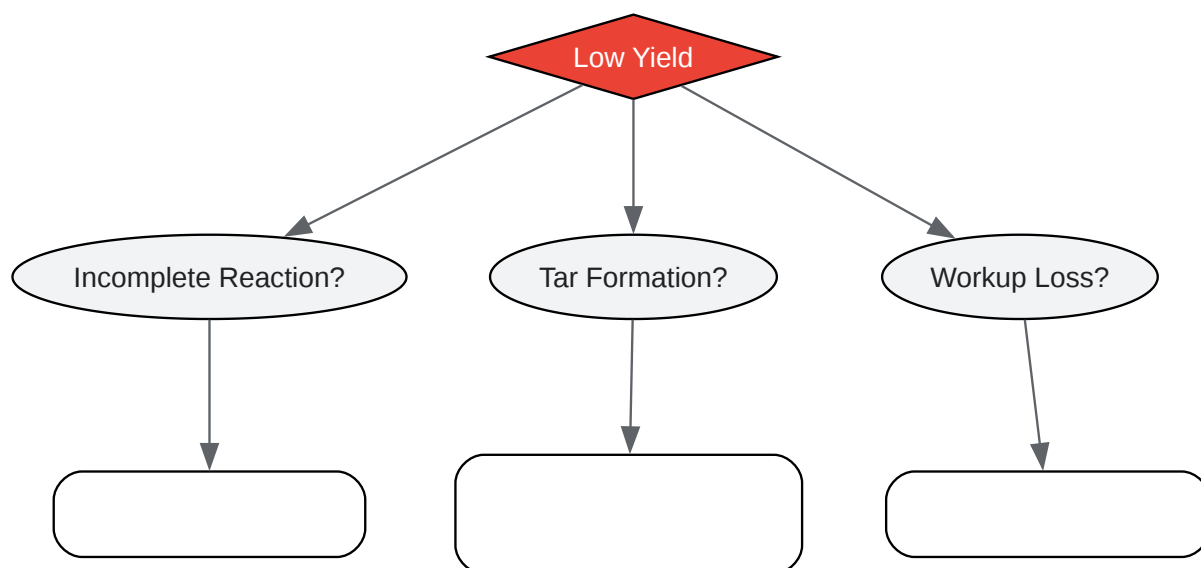 Low Yield
Incomplete Reaction?
Tar Formation?
Workup Loss?